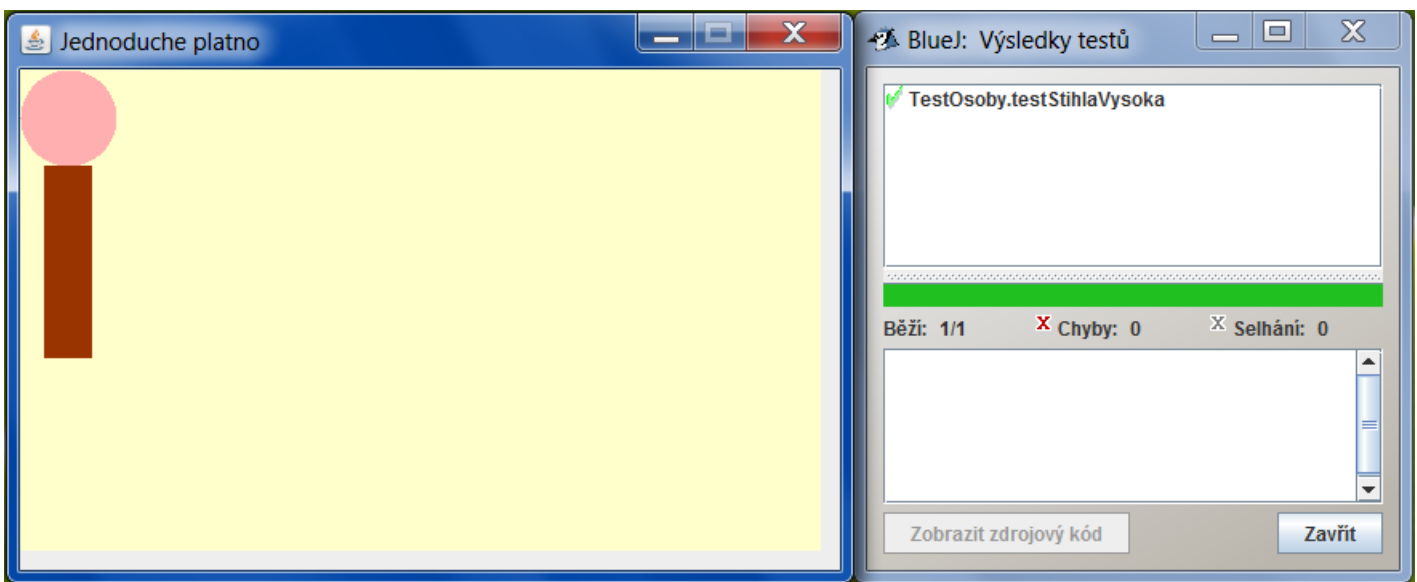 Jednoduche platno
BlueJ: Výsledky testů
TestOsoby.testStihlaVysoka
Běží: 1/1 x Chyby: 0 x Selhání: 0
Zobrazit zdrojový kód
Zavřít